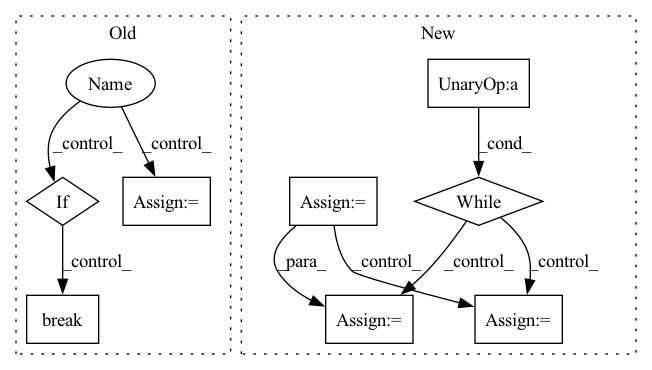 Old
New
Name
UnaryOp:a
_control_
_control_
_cond_
If
Assign:=
Assign:=
While
_control_
_para_
_control_
_control_
_control_
break
Assign:=
Assign:=